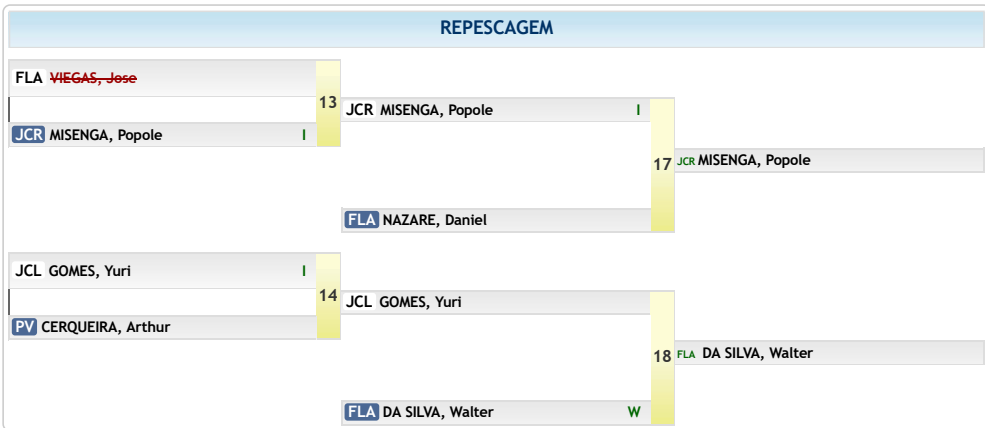 REPESCAGEM
FLA VIEGAS, Jose
13
JCR MISENGA, Popole I
JCR MISENGA, Popole I
17
JCR MISENGA, Popole
FLA NAZARE, Daniel
JCL GOMES, Yuri I
14
PV CERQUEIRA, Arthur
JCL GOMES, Yuri
18
FLA DA SILVA, Walter
FLA DA SILVA, Walter W